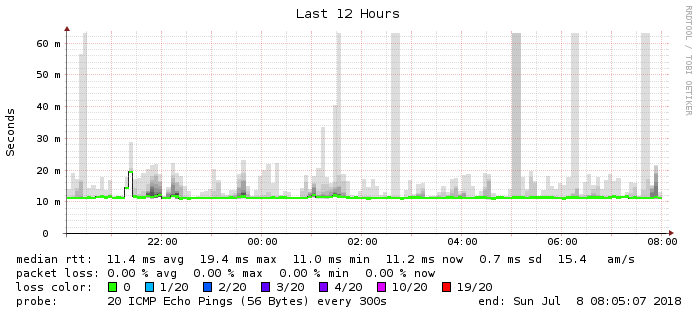 Last 12 Hours
RRDTOOL / TOBI OETIKER
Seconds
60 m
50 m
40 m
30 m
20 m
10 m
0
22:00 00:00 02:00 04:00 06:00 08:00
median rtt: 11.4 ms avg 19.4 ms max 11.0 ms min 11.2 ms now 0.7 ms sd 15.4 am/s
packet loss: 0.00 % avg 0.00 % max 0.00 % min 0.00 % now
loss color: 0 1/20 2/20 3/20 4/20 10/20 19/20
probe: 20 ICMP Echo Pings (56 Bytes) every 300s end: Sun Jul 8 08:05:07 2018